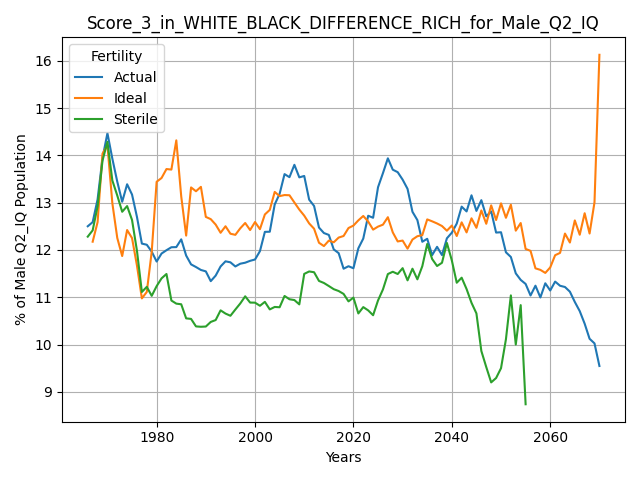 Score_3_in_WHITE_BLACK_DIFFERENCE_RICH_for_Male_Q2_IQ
Fertility
Actual
Ideal
Sterile
% of Male Q2_IQ Population
16
15
14
13
12
11
10
9
1980
2000
2020
2040
2060
Years